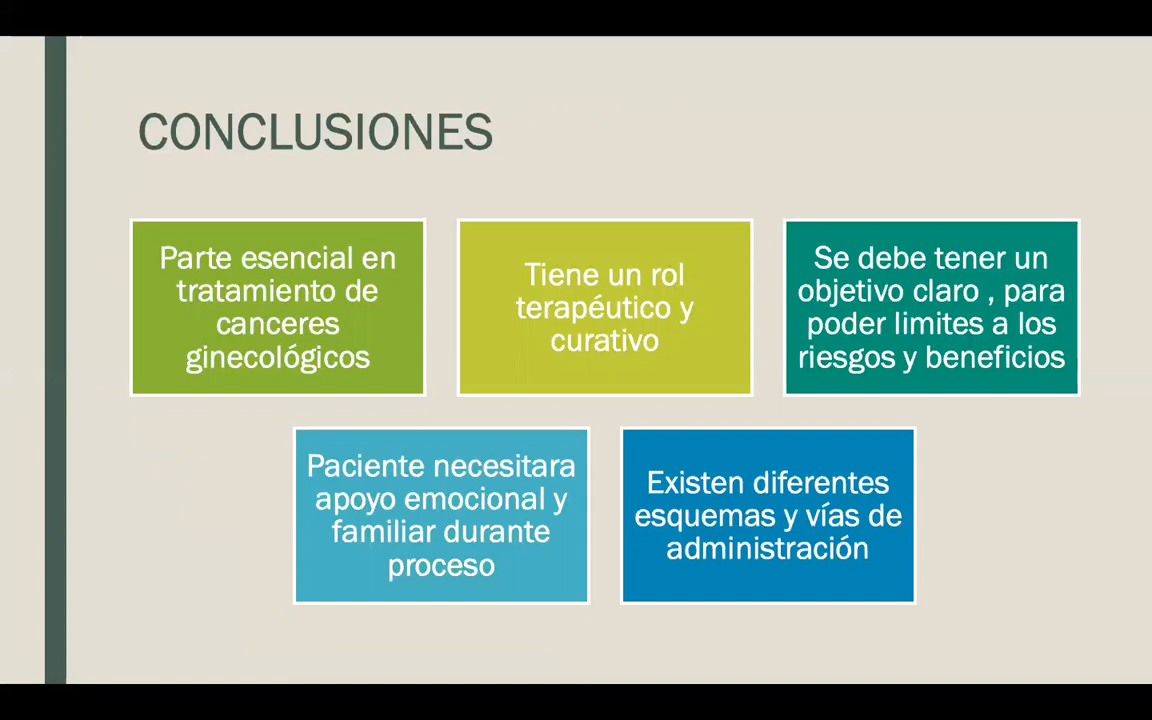 CONCLUSIONES
Parte esencial en
tratamiento de
canceres
ginecológicos
Tiene un rol
terapéutico y
curativo
Se debe tener un
objetivo claro , para
poder limites a los
riesgos y beneficios
Paciente necesitara
apoyo emocional y
familiar durante
proceso
Existen diferentes
esquemas y vías de
administración